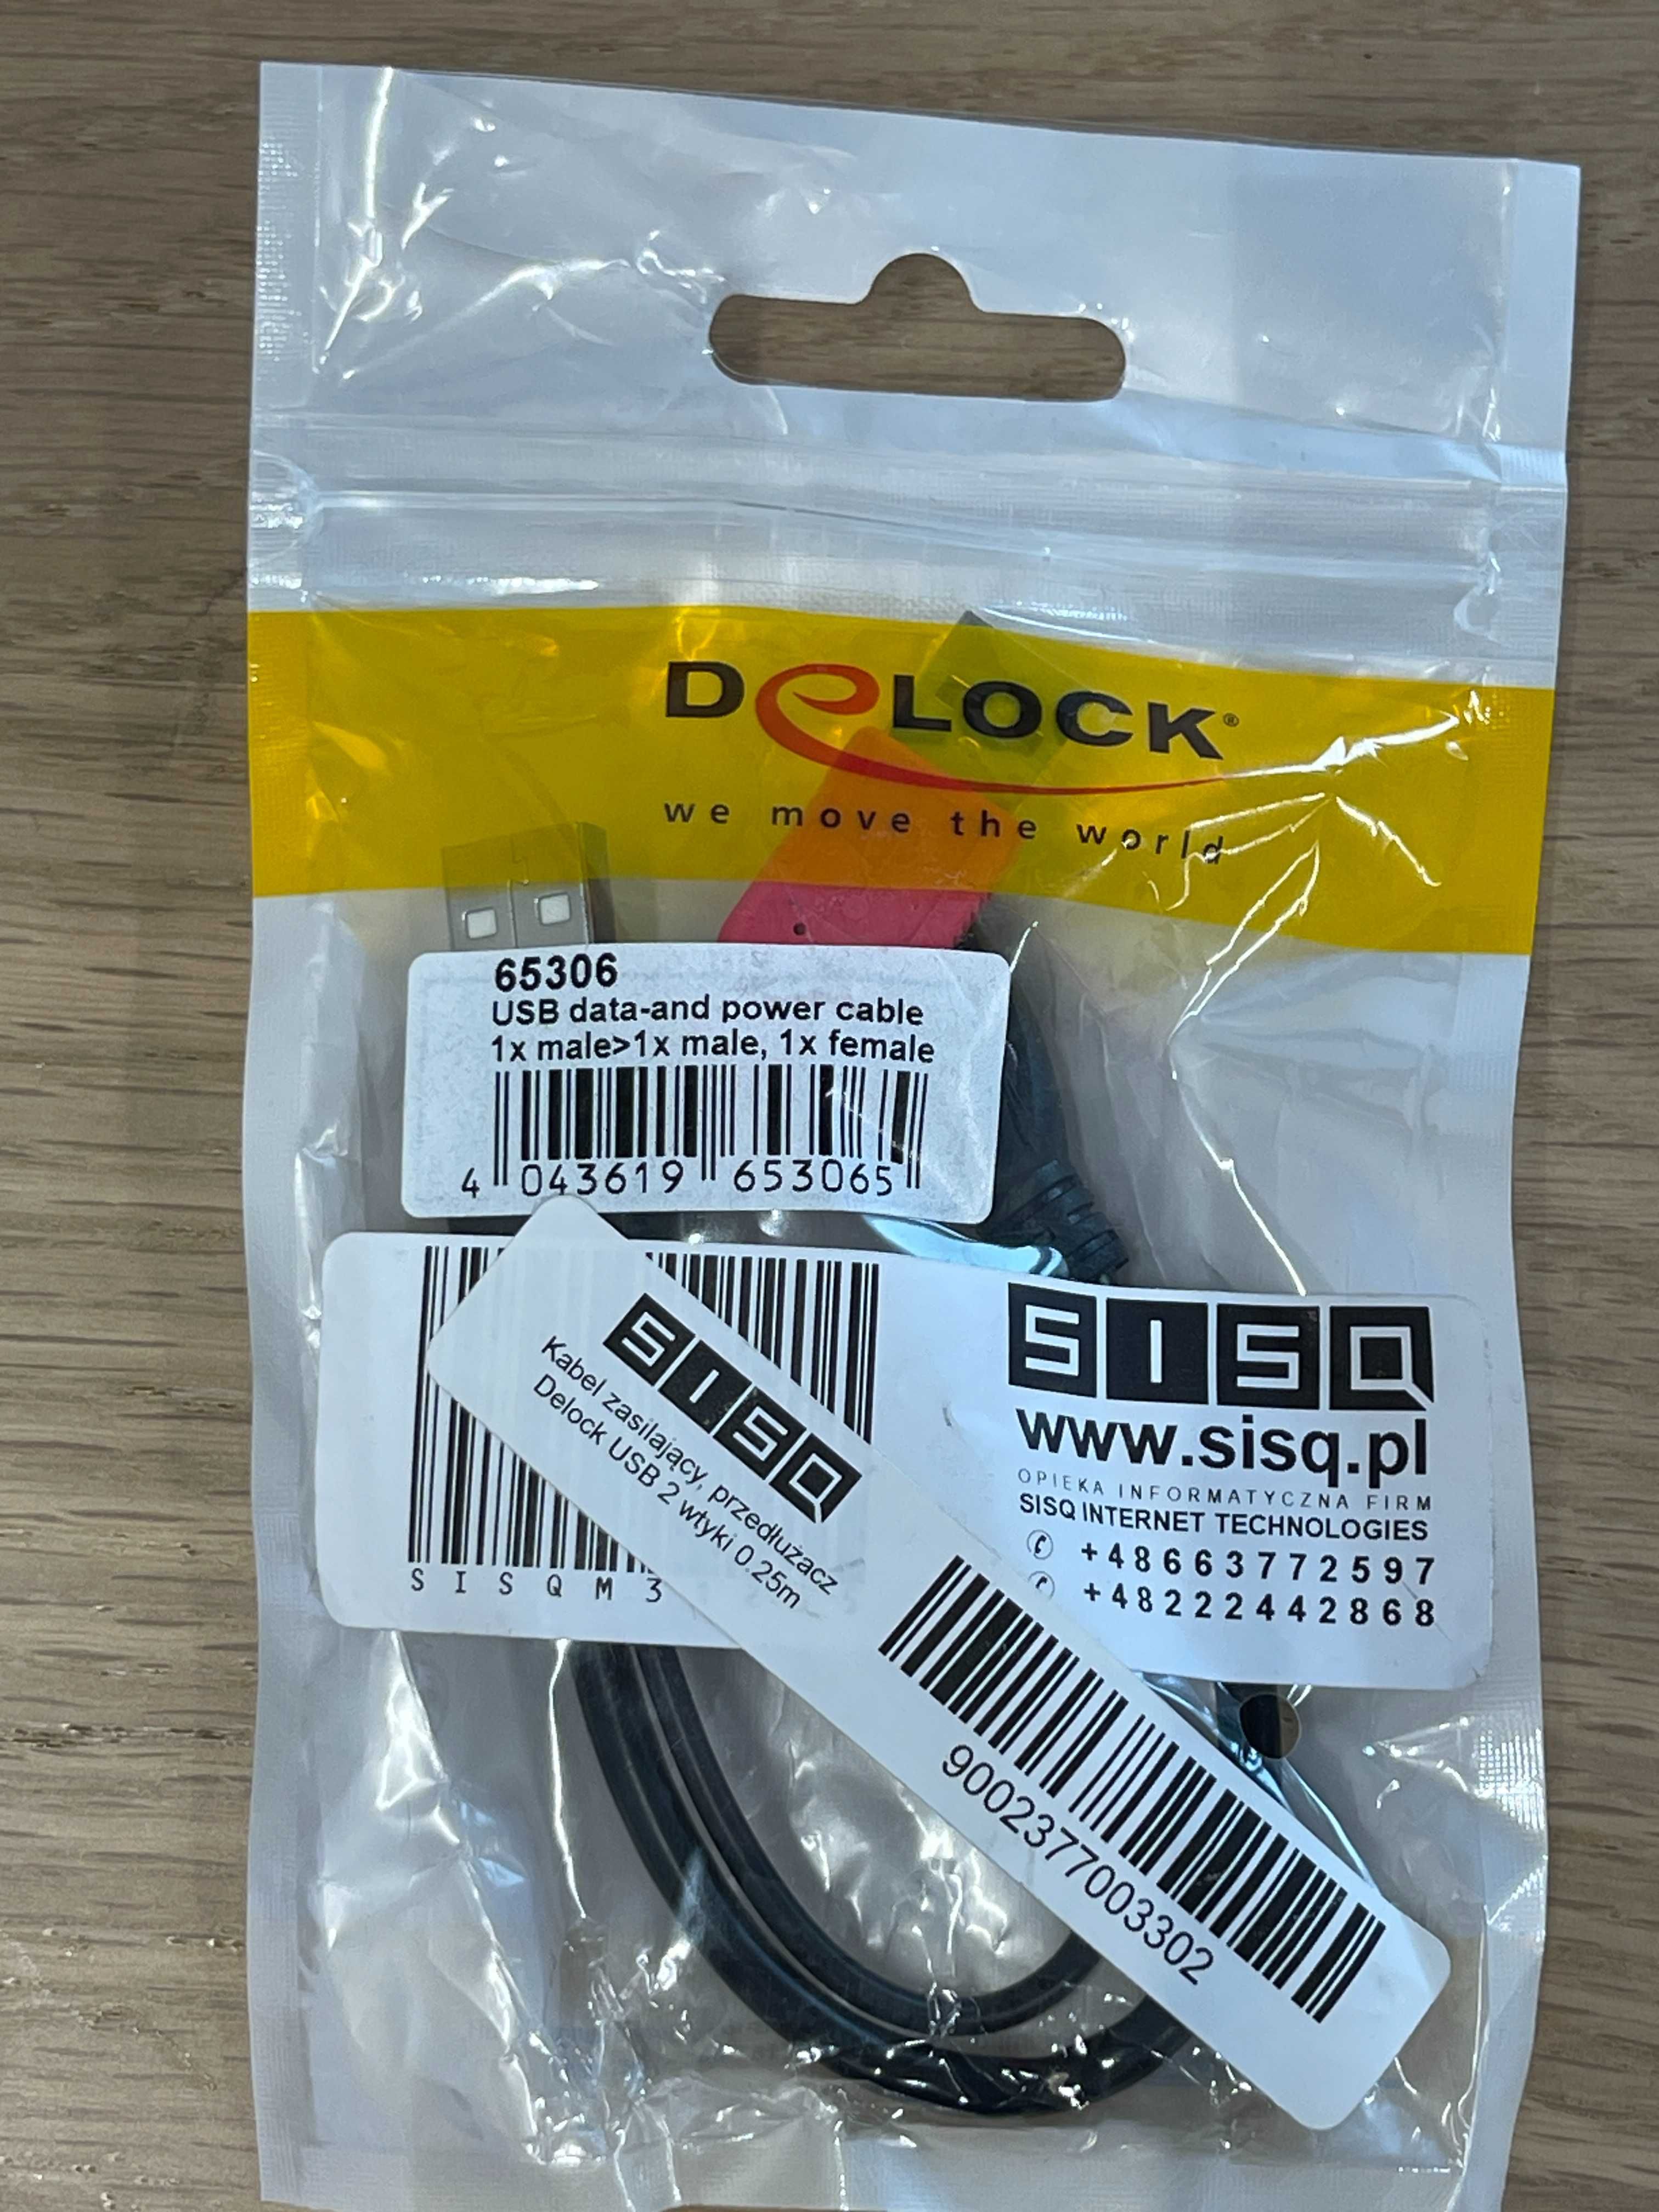 DeLOCK®
we move the world
65306
USB data-and power cable
1x male>1x male, 1x female
4 043619 653065
SISQ
www.sisq.pl
OPIEKA INFORMATYCZNA FIRM
SISQ INTERNET TECHNOLOGIES
+48663772597
+48222442868
SISQM3
SISQ
Kabel zasilający, przedłużacz
Delock USB 2 wtyki 0.25m
9002377003302